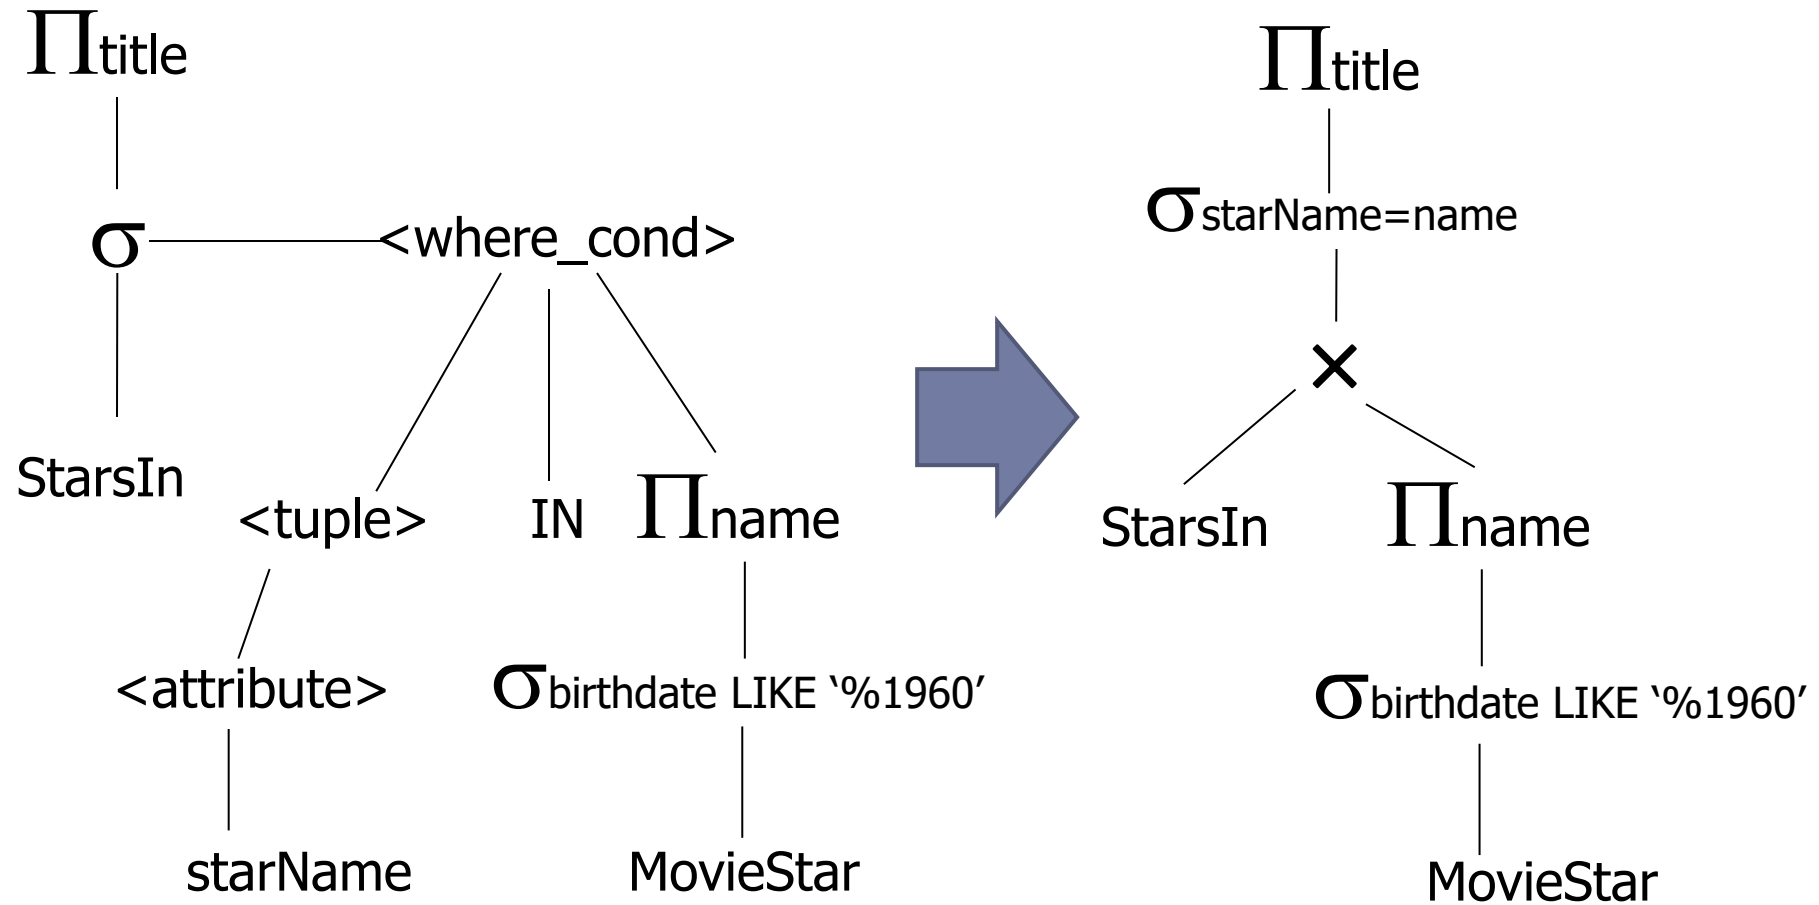 Πtitle
σ <where_cond>
StarsIn
<tuple> IN Πname
<attribute> σbirthdate LIKE ‘%1960’
starName MovieStar
Πtitle
σstarName=name
×
StarsIn Πname
σbirthdate LIKE ‘%1960’
MovieStar